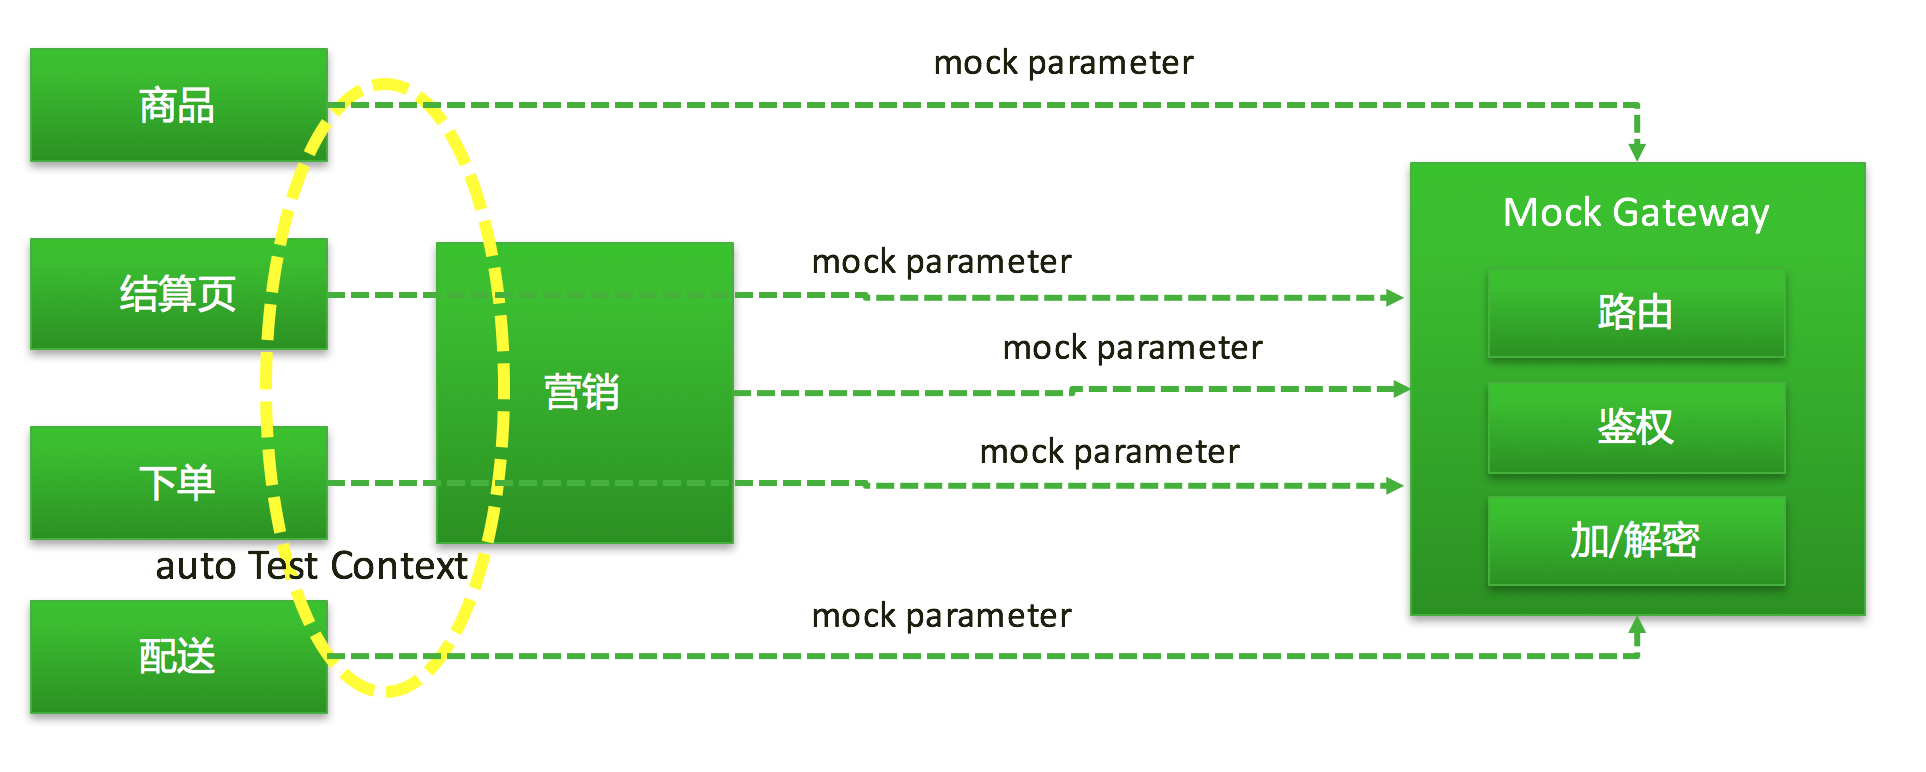 商品
mock parameter
Mock Gateway
结算页
mock parameter
路由
mock parameter
营销
鉴权
mock parameter
下单
加/解密
auto Test Context
mock parameter
配送